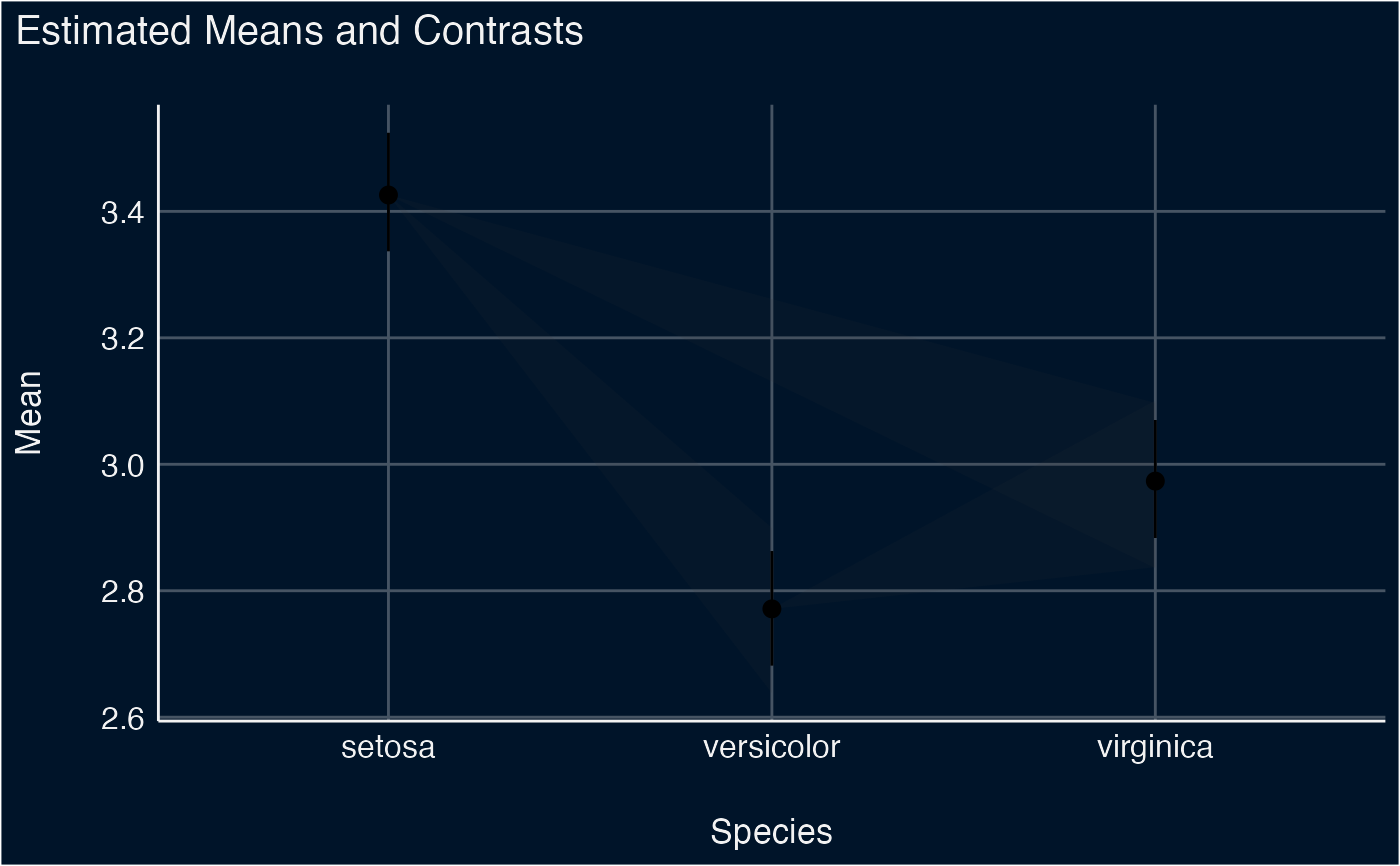 Estimated Means and Contrasts
Mean
3.4
3.2
3.0
2.8
2.6
setosa
versicolor
virginica
Species